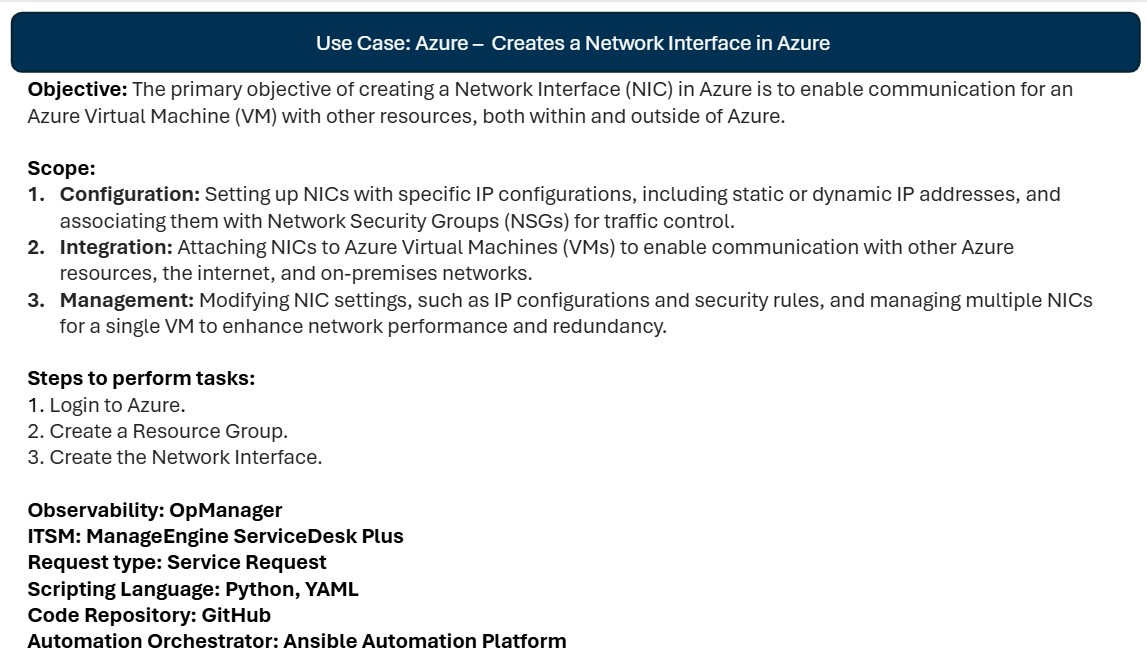 Use Case: Azure – Creates a Network Interface in Azure
Objective: The primary objective of creating a Network Interface (NIC) in Azure is to enable communication for an
Azure Virtual Machine (VM) with other resources, both within and outside of Azure.
Scope:
1. Configuration: Setting up NICs with specific IP configurations, including static or dynamic IP addresses, and
associating them with Network Security Groups (NSGs) for traffic control.
2. Integration: Attaching NICs to Azure Virtual Machines (VMs) to enable communication with other Azure
resources, the internet, and on-premises networks.
3. Management: Modifying NIC settings, such as IP configurations and security rules, and managing multiple NICs
for a single VM to enhance network performance and redundancy.
Steps to perform tasks:
1. Login to Azure.
2. Create a Resource Group.
3. Create the Network Interface.
Observability: OpManager
ITSM: ManageEngine ServiceDesk Plus
Request type: Service Request
Scripting Language: Python, YAML
Code Repository: GitHub
Automation Orchestrator: Ansible Automation Platform